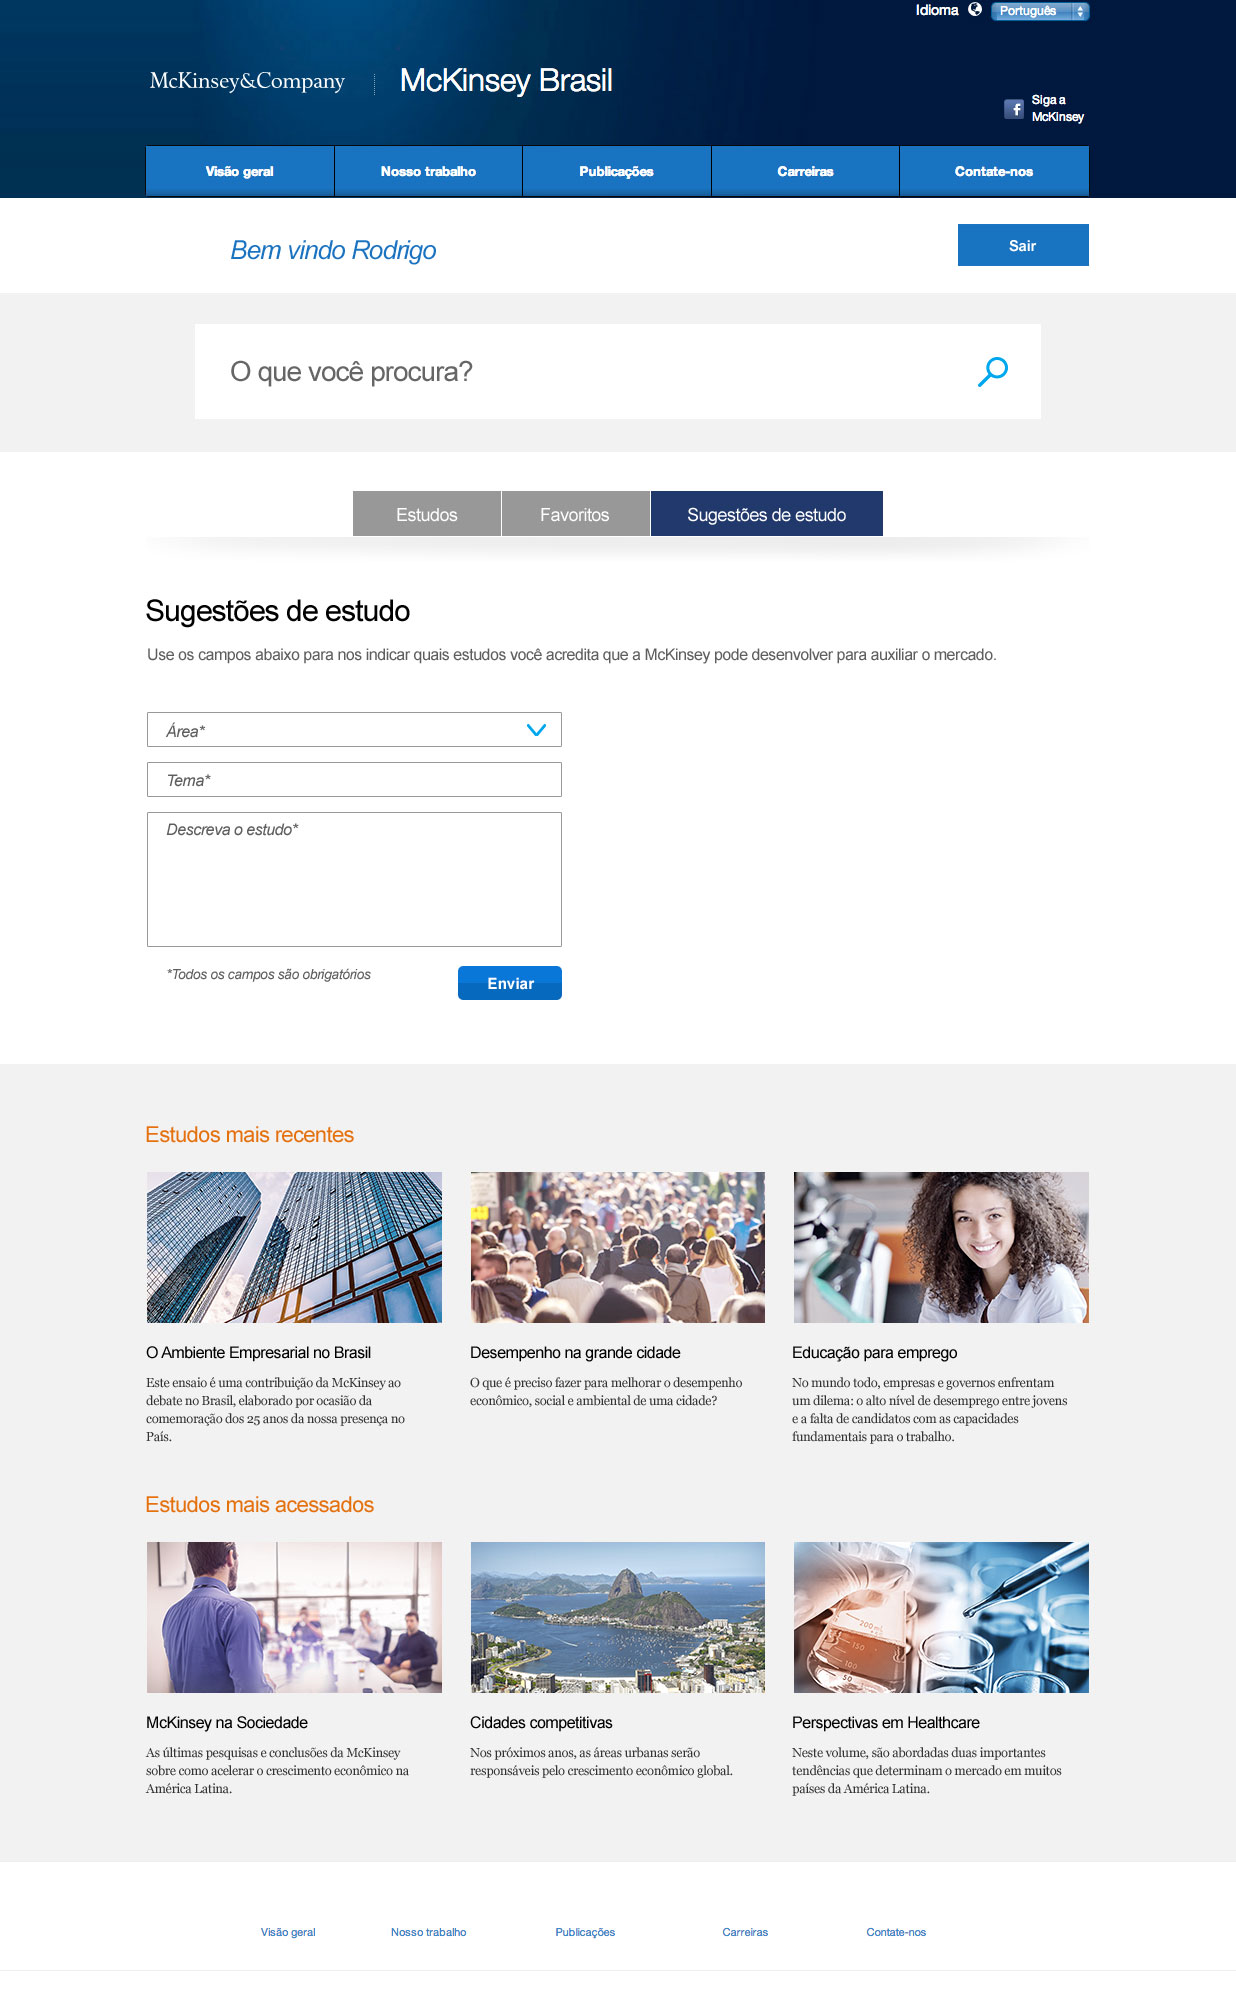 Idioma Português
McKinsey&Company McKinsey Brasil
Siga a
McKinsey
Visão geral Nosso trabalho Publicações Carreiras Contate-nos
Bem vindo Rodrigo Sair
O que você procura?
Estudos Favoritos Sugestões de estudo
Sugestões de estudo
Use os campos abaixo para nos indicar quais estudos você acredita que a McKinsey pode desenvolver para auxiliar o mercado.
Área*
Tema*
Descreva o estudo*
*Todos os campos são obrigatórios Enviar
Estudos mais recentes
O Ambiente Empresarial no Brasil
Este ensaio é uma contribuição da McKinsey ao
debate no Brasil, elaborado por ocasião da
comemoração dos 25 anos da nossa presença no
País.
Desempenho na grande cidade
O que é preciso fazer para melhorar o desempenho
econômico, social e ambiental de uma cidade?
Educação para emprego
No mundo todo, empresas e governos enfrentam
um dilema: o alto nível de desemprego entre jovens
e a falta de candidatos com as capacidades
fundamentais para o trabalho.
Estudos mais acessados
200 mL
150
100
50
McKinsey na Sociedade
As últimas pesquisas e conclusões da McKinsey
sobre como acelerar o crescimento econômico na
América Latina.
Cidades competitivas
Nos próximos anos, as áreas urbanas serão
responsáveis pelo crescimento econômico global.
Perspectivas em Healthcare
Neste volume, são abordadas duas importantes
tendências que determinam o mercado em muitos
países da América Latina.
Visão geral Nosso trabalho Publicações Carreiras Contate-nos